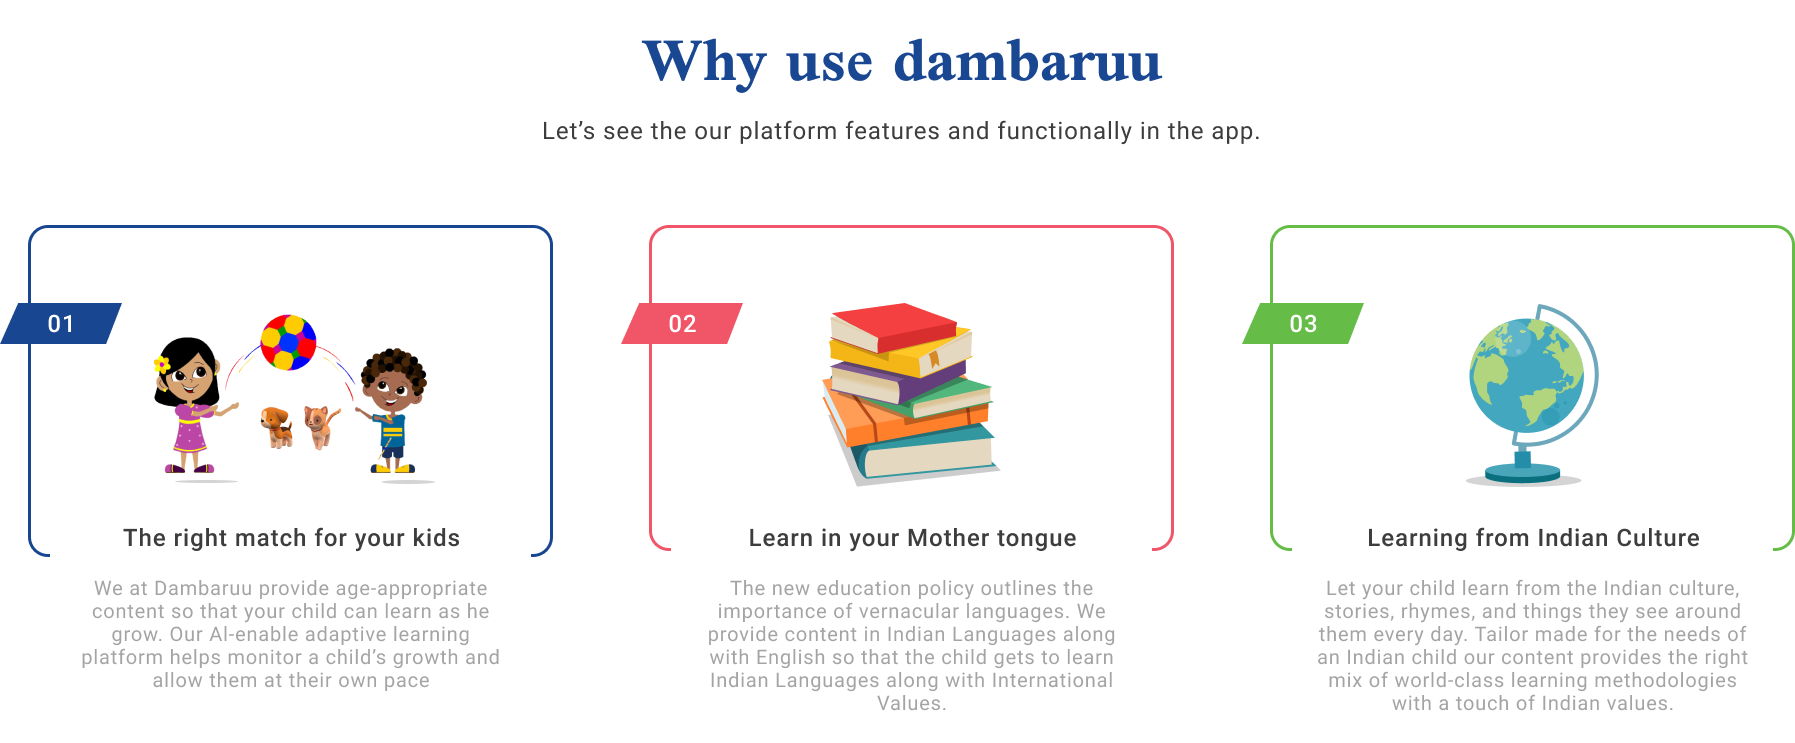 Why use dambaruu
Let’s see the our platform features and functionally in the app.
01
The right match for your kids
We at Dambaruu provide age-appropriate
content so that your child can learn as he
grow. Our AI-enable adaptive learning
platform helps monitor a child’s growth and
allow them at their own pace
02
Learn in your Mother tongue
The new education policy outlines the
importance of vernacular languages. We
provide content in Indian Languages along
with English so that the child gets to learn
Indian Languages along with International
Values.
03
Learning from Indian Culture
Let your child learn from the Indian culture,
stories, rhymes, and things they see around
them every day. Tailor made for the needs of
an Indian child our content provides the right
mix of world-class learning methodologies
with a touch of Indian values.